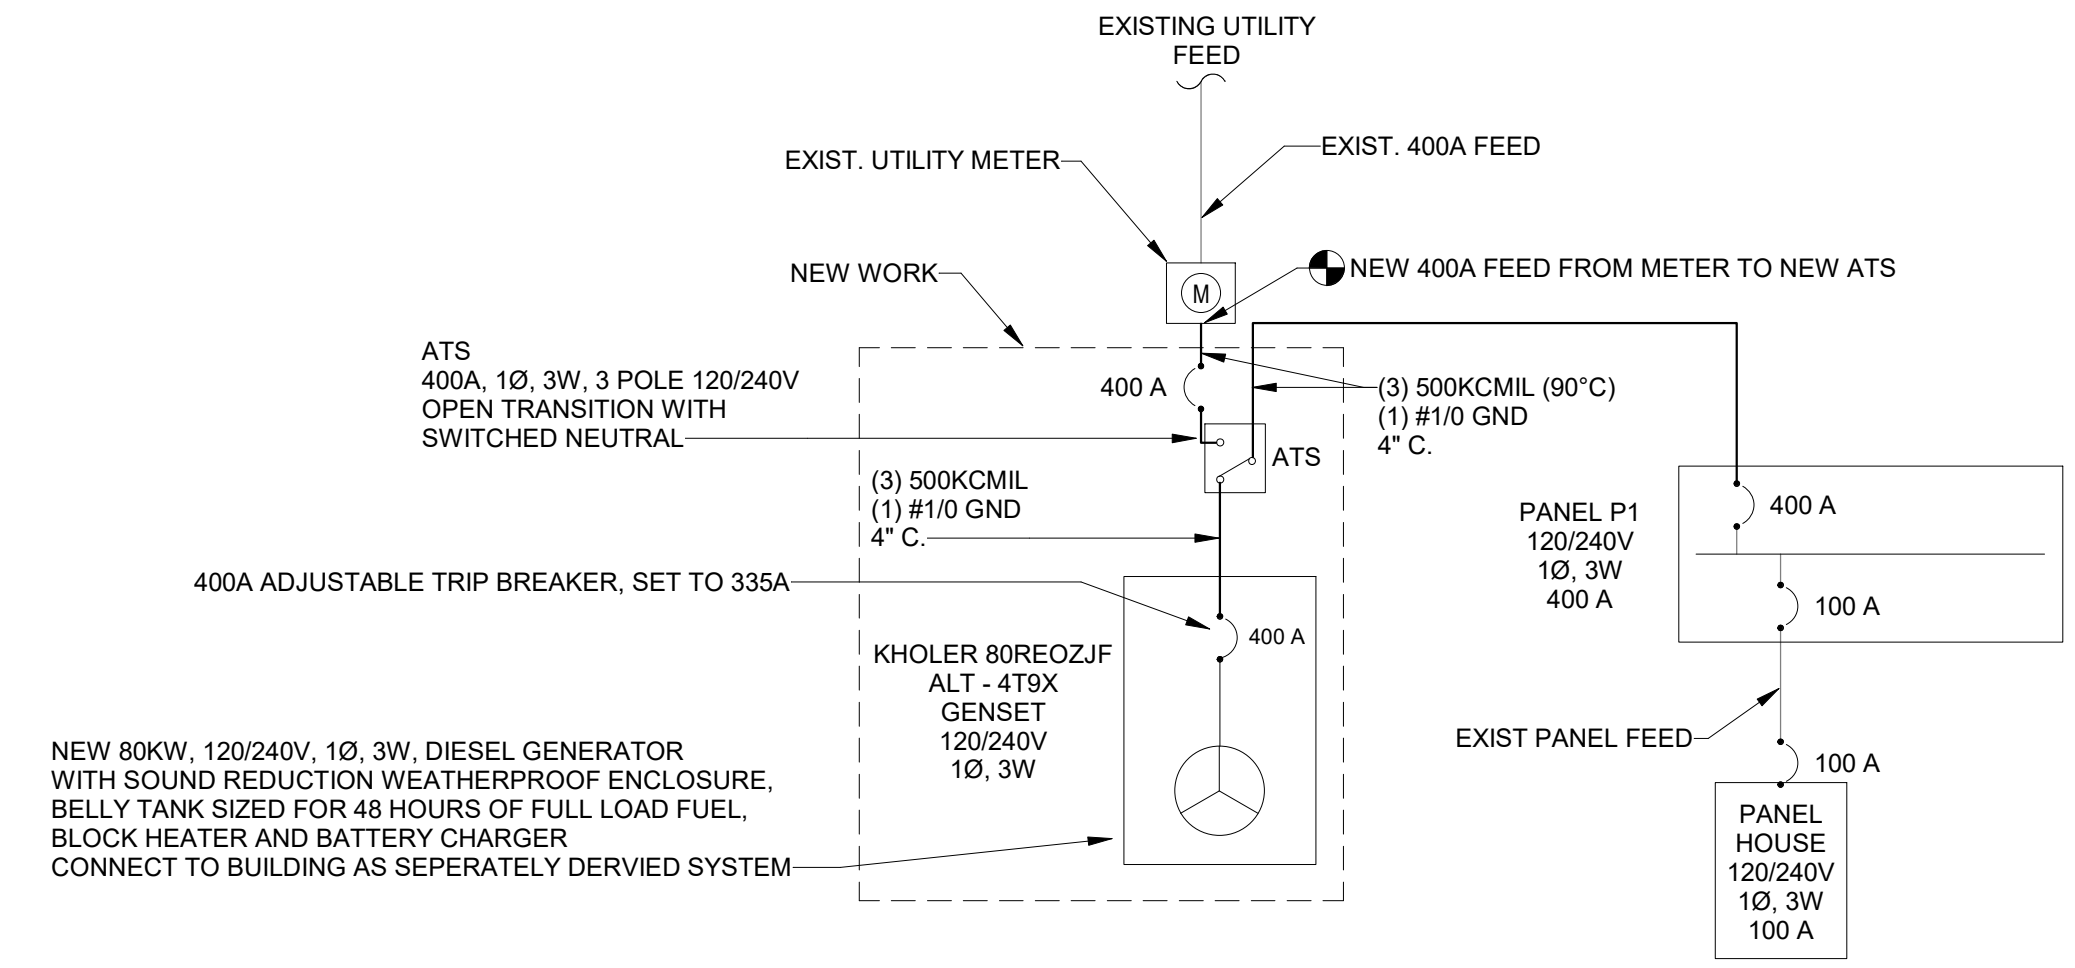 EXISTING UTILITY
FEED
EXIST. UTILITY METER
EXIST. 400A FEED
NEW WORK
M
NEW 400A FEED FROM METER TO NEW ATS
ATS
400A, 1Ø, 3W, 3 POLE 120/240V
OPEN TRANSITION WITH
SWITCHED NEUTRAL
400 A
(3) 500KCMIL (90°C)
(1) #1/0 GND
4" C.
ATS
(3) 500KCMIL
(1) #1/0 GND
4" C.
PANEL P1
120/240V
1Ø, 3W
400 A
400 A
100 A
400A ADJUSTABLE TRIP BREAKER, SET TO 335A
400 A
KHOLER 80REOZJF
ALT - 4T9X
GENSET
120/240V
1Ø, 3W
NEW 80KW, 120/240V, 1Ø, 3W, DIESEL GENERATOR
WITH SOUND REDUCTION WEATHERPROOF ENCLOSURE,
BELLY TANK SIZED FOR 48 HOURS OF FULL LOAD FUEL,
BLOCK HEATER AND BATTERY CHARGER
CONNECT TO BUILDING AS SEPERATELY DERVIED SYSTEM
EXIST PANEL FEED
100 A
PANEL
HOUSE
120/240V
1Ø, 3W
100 A